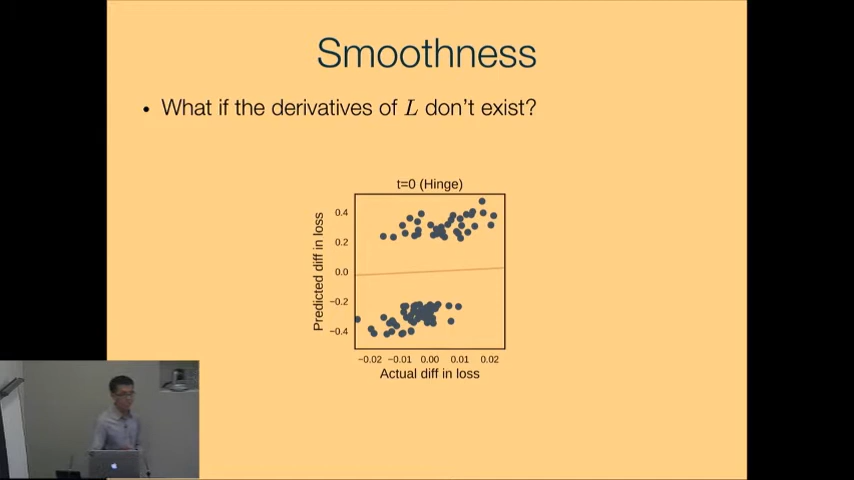 Smoothness
• What if the derivatives of L don't exist?
t=0 (Hinge)
Predicted diff in loss
0.4
0.2
0.0
−0.2
−0.4
−0.02 −0.01 0.00 0.01 0.02
Actual diff in loss